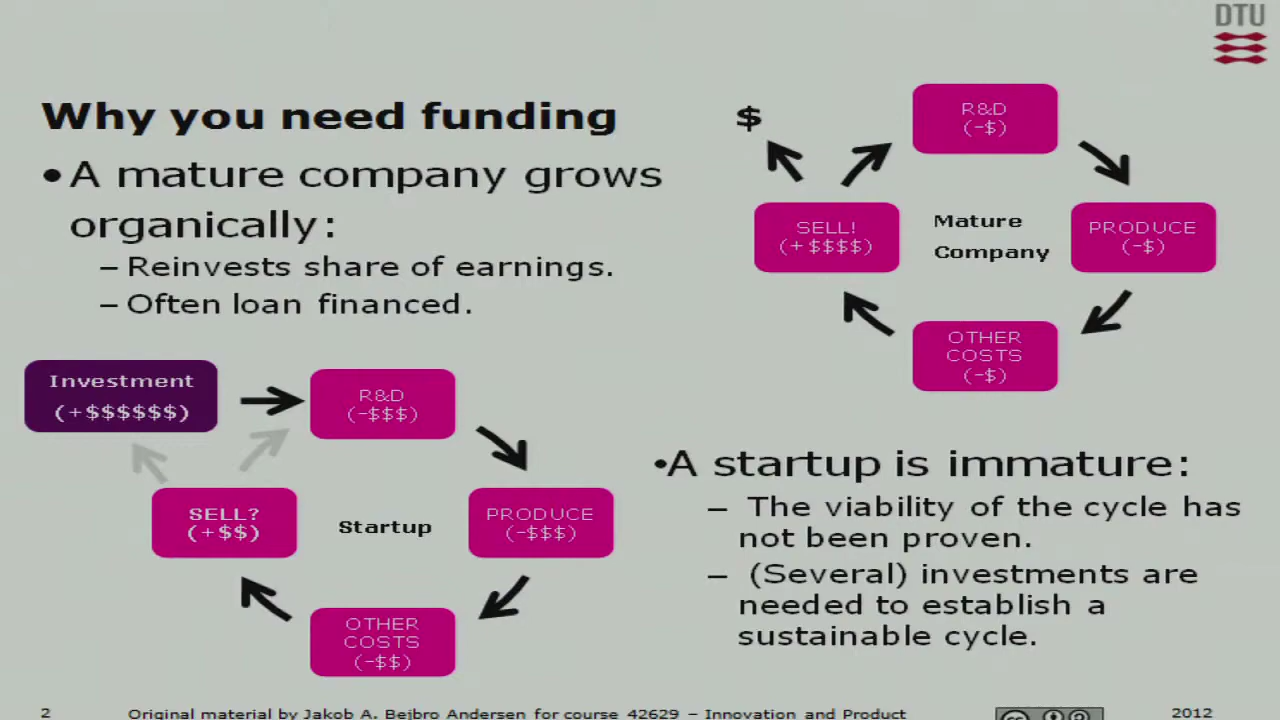 DTU
Why you need funding
•A mature company grows
organically:
– Reinvests share of earnings.
– Often loan financed.
$
R&D
(-$)
SELL!
(+$$$$)
Mature
Company
PRODUCE
(-$)
OTHER
COSTS
(-$)
Investment
(+$$$$$$)
R&D
(-$$$)
SELL?
(+$$)
Startup
PRODUCE
(-$$$)
OTHER
COSTS
(-$$)
•A startup is immature:
– The viability of the cycle has
not been proven.
– (Several) investments are
needed to establish a
sustainable cycle.
2
Original material by Jakob A. Bejbro Andersen for course 42629 – Innovation and Product
cc
2012